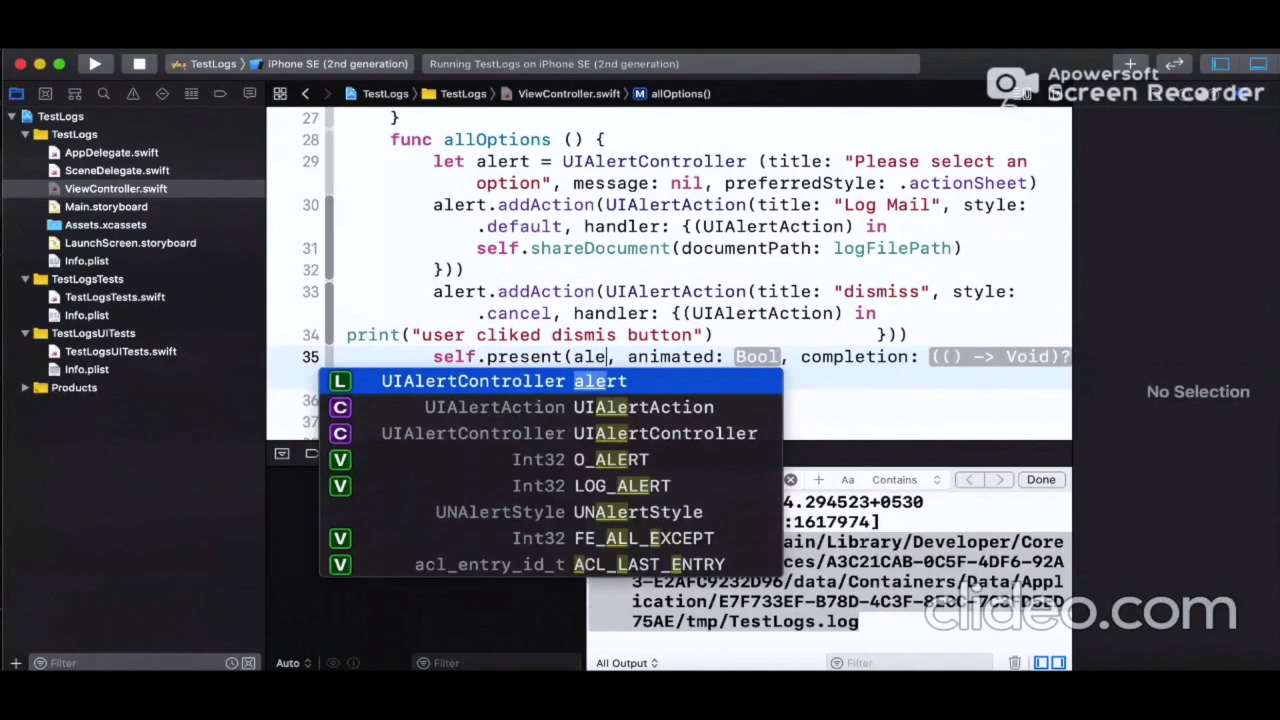 Apowersoft
Screen Recorder
TestLogs
iPhone SE (2nd generation)
Running TestLogs on iPhone SE (2nd generation)
TestLogs
TestLogs
ViewController.swift
M
allOptions()
TestLogs
TestLogs
AppDelegate.swift
SceneDelegate.swift
ViewController.swift
Main.storyboard
Assets.xcassets
LaunchScreen.storyboard
Info.plist
TestLogsTests
TestLogsTests.swift
Info.plist
TestLogsUITests
TestLogsUITests.swift
Info.plist
Products
27 }
28 func allOptions () {
29 let alert = UIAlertController (title: "Please select an
option", message: nil, preferredStyle: .actionSheet)
30 alert.addAction(UIAlertAction(title: "Log Mail", style:
.default, handler: {(UIAlertAction) in
31 self.shareDocument(documentPath: logFilePath)
32 }))
33 alert.addAction(UIAlertAction(title: "dismiss", style:
.cancel, handler: {(UIAlertAction) in
34 print("user cliked dismis button") }))
35 self.present(ale, animated: Bool, completion: (() -> Void)?
36
37
L UIAlertController alert
C UIAlertAction UIAlertAction
C UIAlertController UIAlertController
V Int32 O_ALERT
V Int32 LOG_ALERT
UNAlertStyle UNAlertStyle
V Int32 FE_ALL_EXCEPT
V acl_entry_id_t ACL_LAST_ENTRY
No Selection
Aa Contains Done
4.294523+0530
:1617974]
ain/Library/Developer/Core
ces/A3C21CAB-0C5F-4DF6-92A
3-E2AFC9232D96/data/Containers/Data/Appl
ication/E7F733EF-B78D-4C3F-
75AE/tmp/TestLogs.log
clideo.com
Filter
Auto
Filter
All Output
Filter